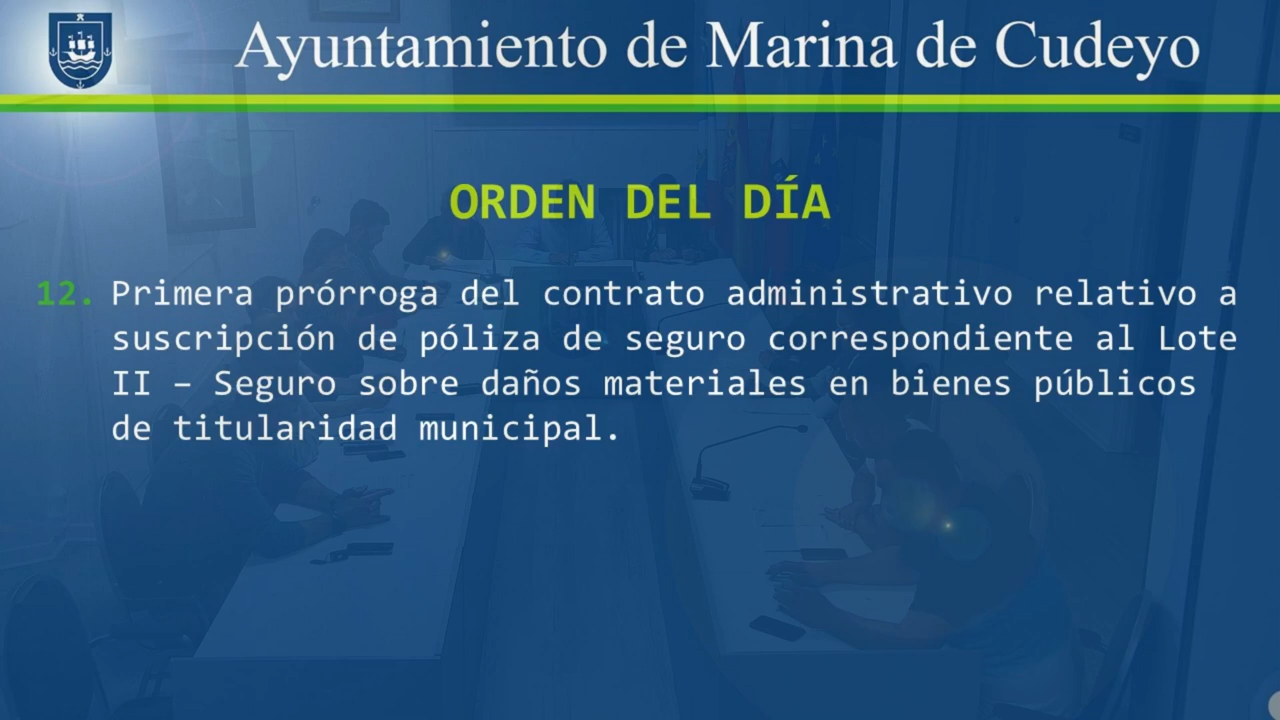 Ayuntamiento de Marina de Cudeyo
ORDEN DEL DÍA
12. Primera prórroga del contrato administrativo relativo a
suscripción de póliza de seguro correspondiente al Lote
II – Seguro sobre daños materiales en bienes públicos
de titularidad municipal.